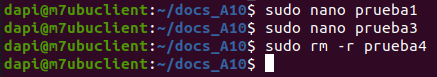 dapi@m7ubuclient:~/docs_A10$ sudo nano prueba1
dapi@m7ubuclient:~/docs_A10$ sudo nano prueba3
dapi@m7ubuclient:~/docs_A10$ sudo rm -r prueba4
dapi@m7ubuclient:~/docs_A10$